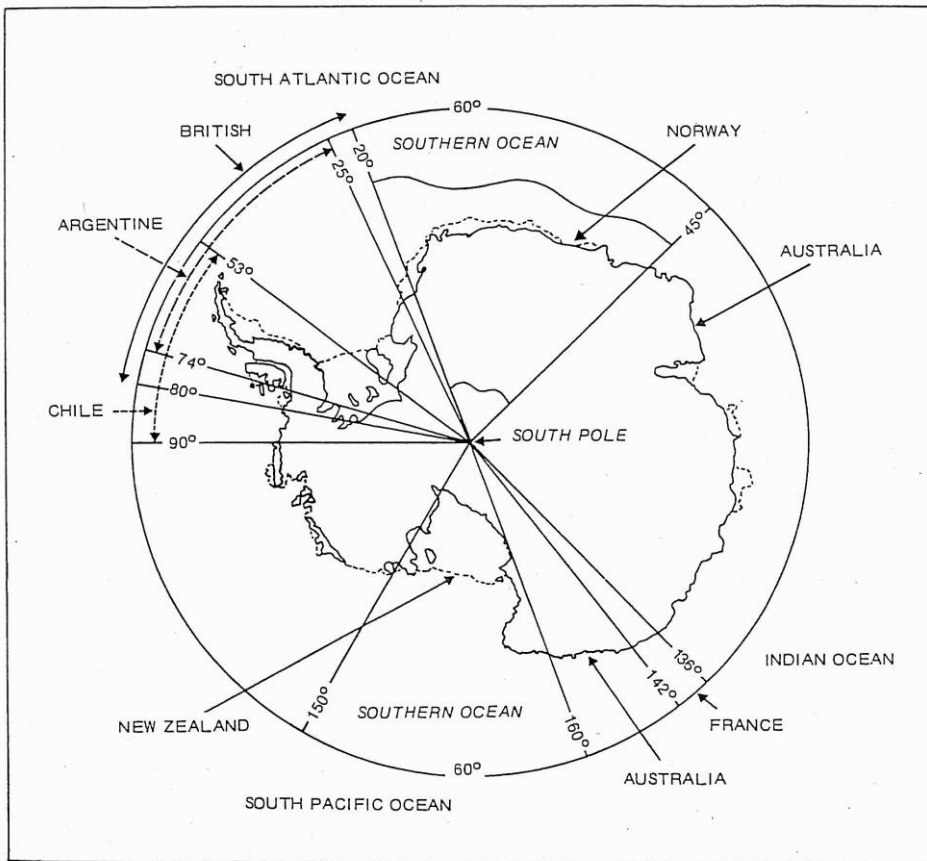 SOUTH ATLANTIC OCEAN
60°
BRITISH
SOUTHERN OCEAN
NORWAY
20°
25°
ARGENTINE
45°
AUSTRALIA
53°
74°
80°
CHILE
90°
SOUTH POLE
136°
INDIAN OCEAN
142°
150°
NEW ZEALAND
SOUTHERN OCEAN
160°
FRANCE
60°
AUSTRALIA
SOUTH PACIFIC OCEAN